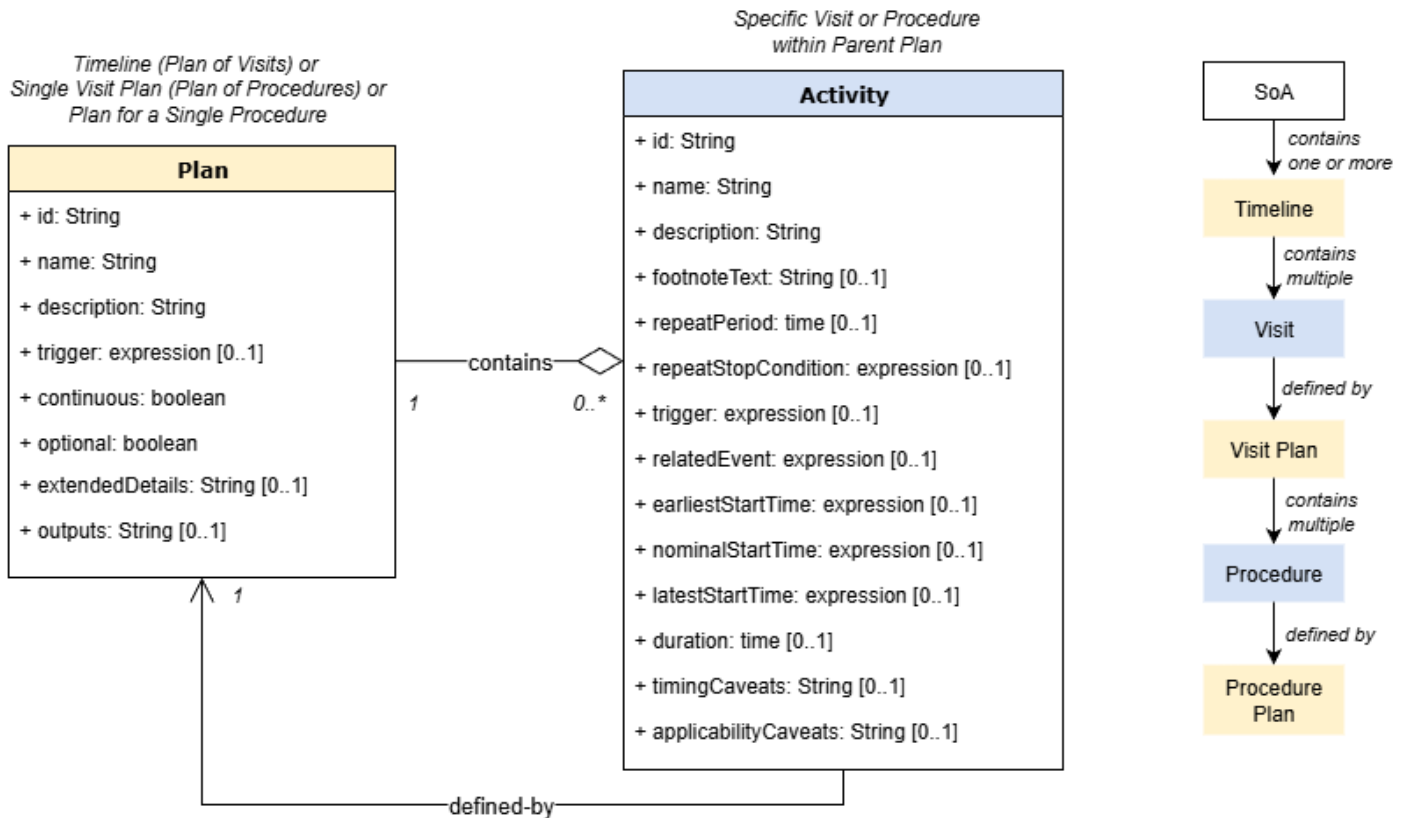 Timeline (Plan of Visits) or
Single Visit Plan (Plan of Procedures) or
Plan for a Single Procedure
Plan
+ id: String
+ name: String
+ description: String
+ trigger: expression [0..1]
+ continuous: boolean
+ optional: boolean
+ extendedDetails: String [0..1]
+ outputs: String [0..1]
1
contains
1
0..*
defined-by
Specific Visit or Procedure
within Parent Plan
Activity
+ id: String
+ name: String
+ description: String
+ footnoteText: String [0..1]
+ repeatPeriod: time [0..1]
+ repeatStopCondition: expression [0..1]
+ trigger: expression [0..1]
+ relatedEvent: expression [0..1]
+ earliestStartTime: expression [0..1]
+ nominalStartTime: expression [0..1]
+ latestStartTime: expression [0..1]
+ duration: time [0..1]
+ timingCaveats: String [0..1]
+ applicabilityCaveats: String [0..1]
SoA
contains
one or more
Timeline
contains
multiple
Visit
defined by
Visit Plan
contains
multiple
Procedure
defined by
Procedure
Plan